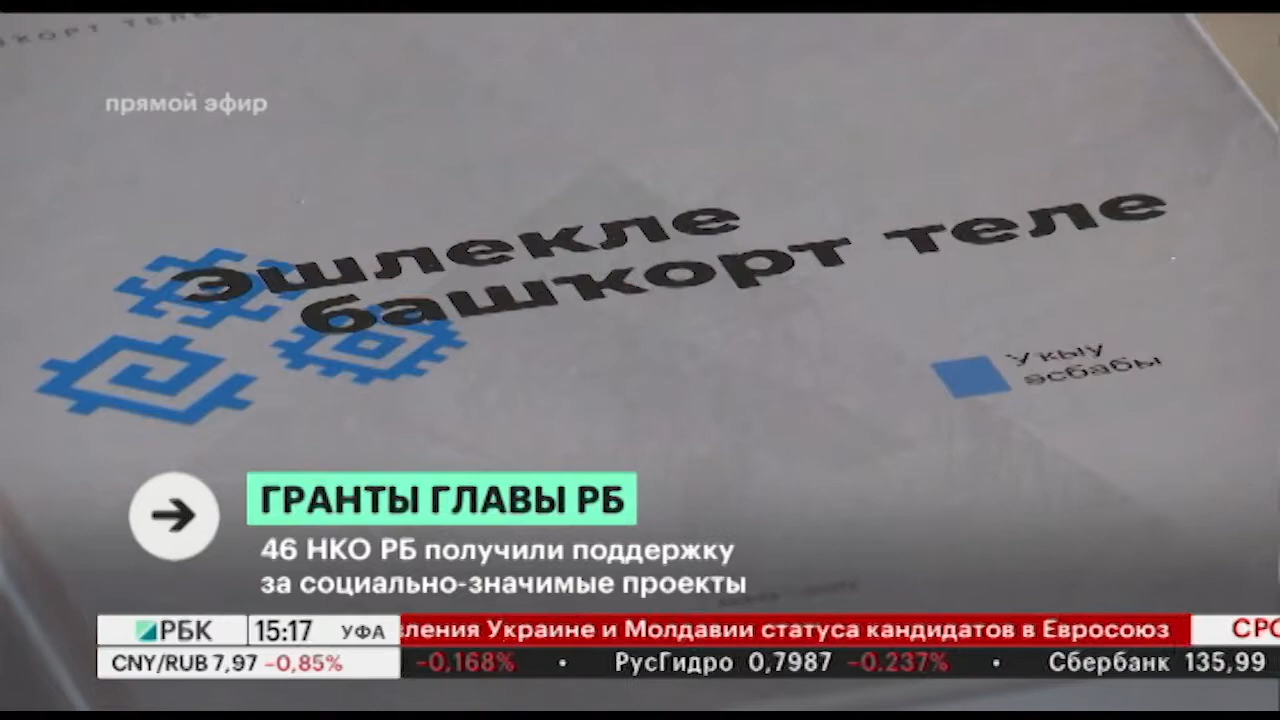 прямой эфир
эшлекле
башҡорт теле
Уҡыу
әсбабы
ГРАНТЫ ГЛАВЫ РБ
46 НКО РБ получили поддержку
за социально-значимые проекты
РБК 15:17 УФА
Украине и Молдавии статуса кандидатов в Евросоюз
CNY/RUB 7,97 -0,85%
-0,168% • РусГидро 0,7987 -0.237% • Сбербанк 135,99